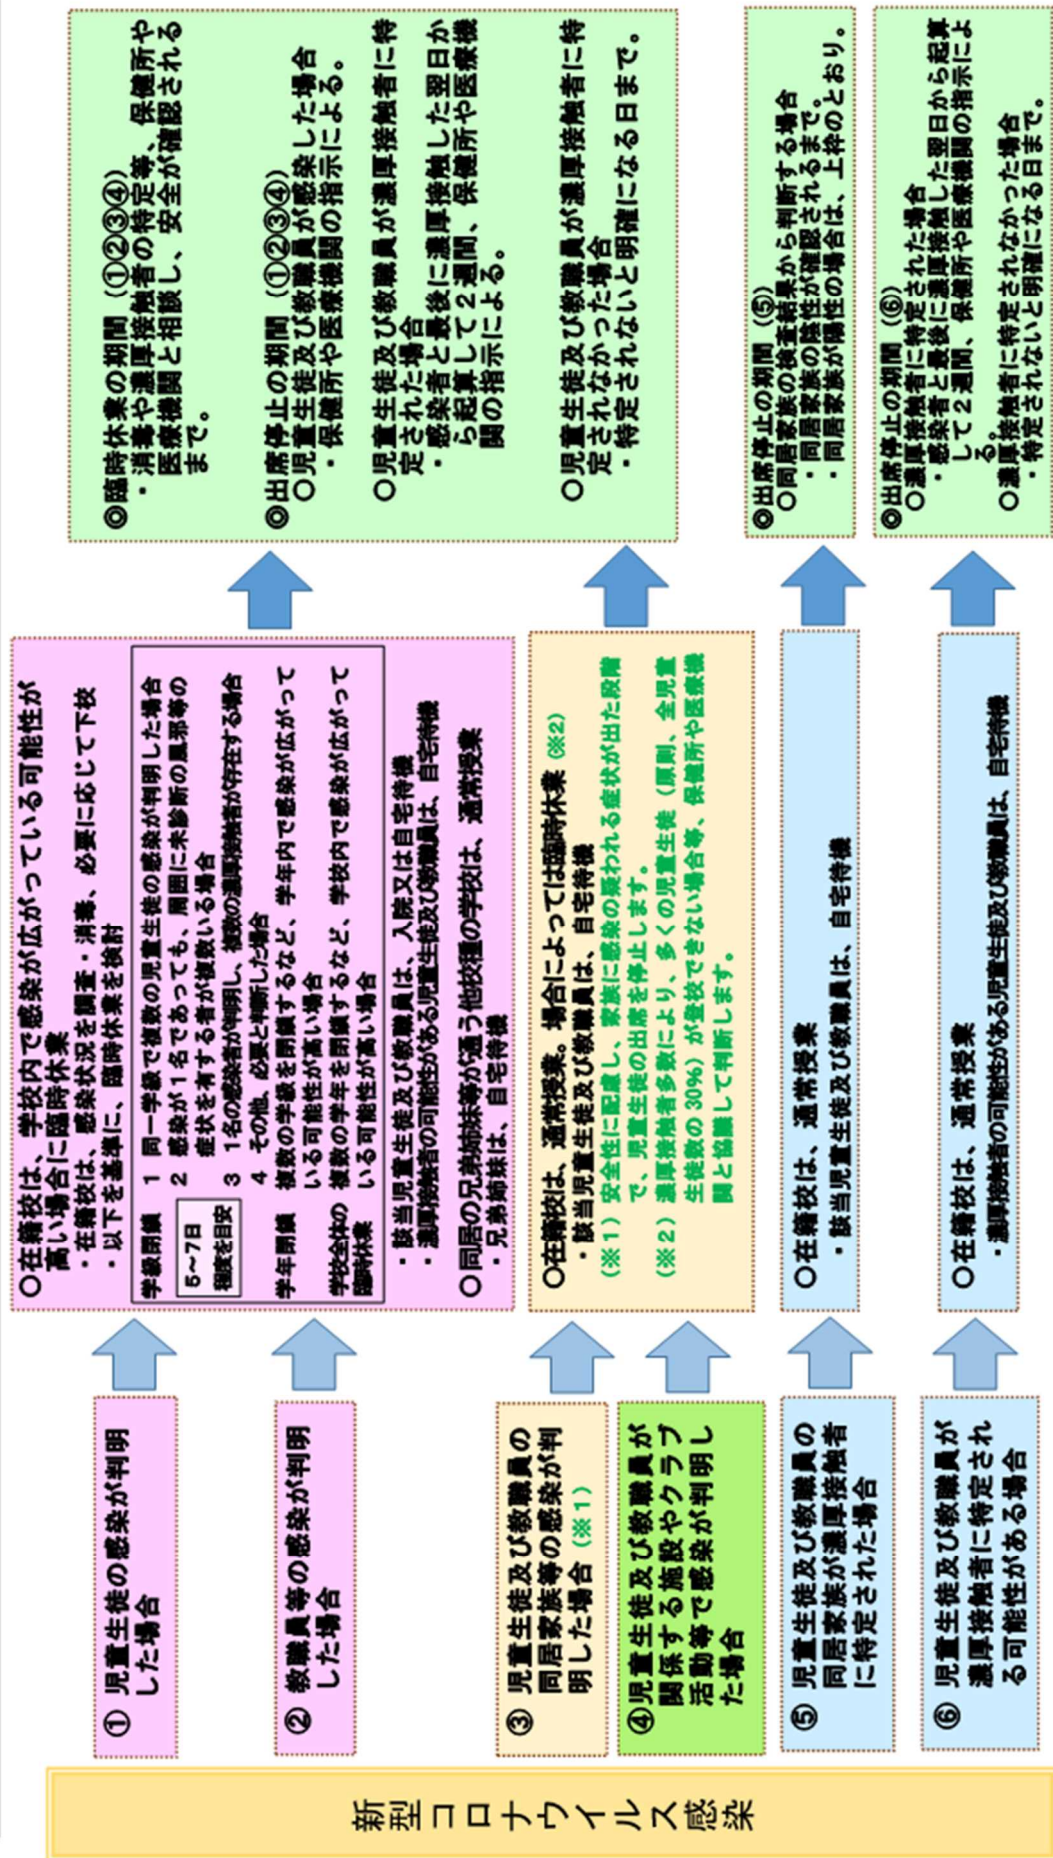 新型コロナウイルス感染
① 児童生徒の感染が判明
した場合
② 教職員等の感染が判明
した場合
③ 児童生徒及び教職員の
同居家族等の感染が判
明した場合（※１）
④児童生徒及び教職員が
関係する施設やクラブ
活動等で感染が判明し
た場合
⑤ 児童生徒及び教職員の
同居家族が濃厚接触者
に特定された場合
⑥ 児童生徒及び教職員が
濃厚接触者に特定され
る可能性がある場合
〇在籍校は、学校内で感染が広がっている可能性が
高い場合に臨時休業
・在籍校は、感染状況を調査・消毒、必要に応じて下校
・以下を基準に、臨時休業を検討
学級閉鎖 1 同一学級で複数の児童生徒の感染が判明した場合
2 感染が１名であっても、周囲に未診断の風邪等の
症状を有する者が複数いる場合
5～7日
程度を目安
3 1名の感染者が判明し、複数の濃厚接触者が存在する場合
4 その他、必要と判断した場合
学年閉鎖 複数の学級を閉鎖するなど、学年内で感染が広がって
いる可能性が高い場合
学校全体の 複数の学年を閉鎖するなど、学校内で感染が広がって
臨時休業 いる可能性が高い場合
・該当児童生徒及び教職員は、入院又は自宅待機
・濃厚接触者の可能性がある児童生徒及び教職員は、自宅待機
〇同居の兄弟姉妹等が通う他校種の学校は、通常授業
・兄弟姉妹は、自宅待機
〇在籍校は、通常授業。場合によっては臨時休業（※2）
・該当児童生徒及び教職員は、自宅待機
（※１）安全性に配慮し、家族に感染の疑われる症状が出た段階
で、児童生徒の出席を停止します。
（※２）濃厚接触者多数により、多くの児童生徒（原則、全児童
生徒数の30%）が登校できない場合等、保健所や医療機
関と協議して判断します。
〇在籍校は、通常授業
・該当児童生徒及び教職員は、自宅待機
〇在籍校は、通常授業
・濃厚接触者の可能性がある児童生徒及び教職員は、自宅待機
◎臨時休業の期間（①②③④）
・消毒や濃厚接触者の特定等、保健所や
医療機関と相談し、安全が確認される
まで。
◎出席停止の期間（①②③④）
〇児童生徒及び教職員が感染した場合
・保健所や医療機関の指示による。
〇児童生徒及び教職員が濃厚接触者に特
定された場合
・感染者と最後に濃厚接触した翌日か
ら起算して２週間、保健所や医療機
関の指示による。
〇児童生徒及び教職員が濃厚接触者に特
定されなかった場合
・特定されないと明確になる日まで。
◎出席停止の期間（⑤）
〇同居家族の検査結果から判断する場合
・同居家族の陰性が確認されるまで。
・同居家族が陽性の場合は、上枠のとおり。
◎出席停止の期間（⑥）
〇濃厚接触者に特定された場合
・感染者と最後に濃厚接触した翌日から起算
して２週間、保健所や医療機関の指示によ
る。
〇濃厚接触者に特定されなかった場合
・特定されないと明確になる日まで。